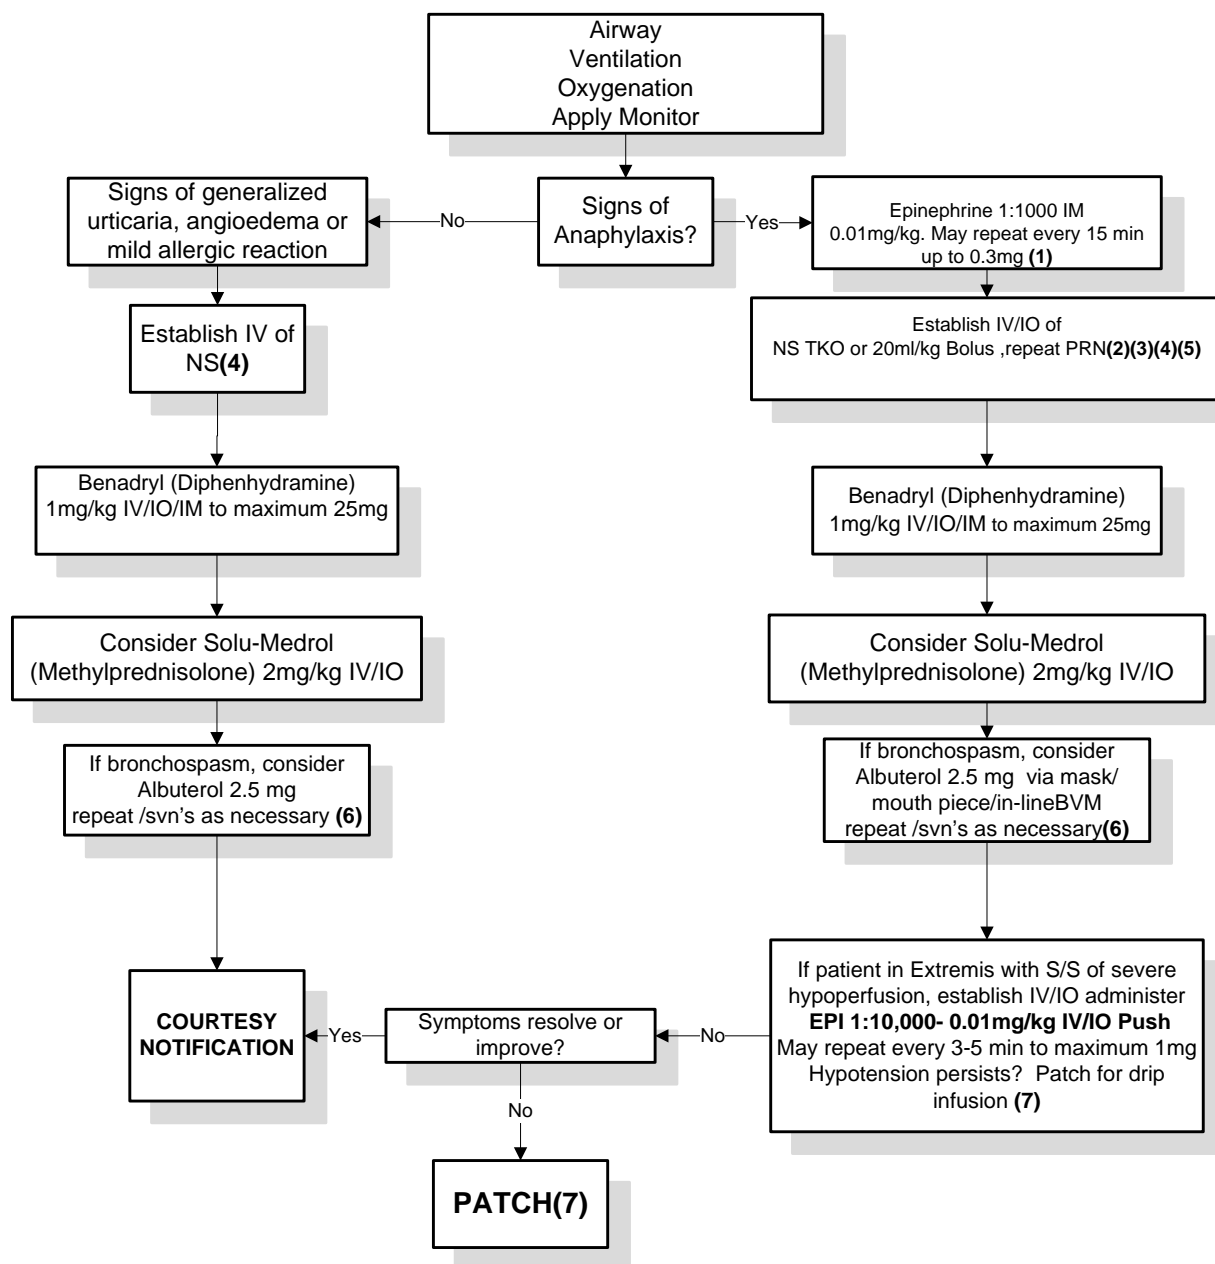 Airway
Ventilation
Oxygenation
Apply Monitor
Signs of
Anaphylaxis?
No
Yes
Signs of generalized
urticaria, angioedema or
mild allergic reaction
Establish IV of
NS(4)
Benadryl (Diphenhydramine)
1mg/kg IV/IO/IM to maximum 25mg
Consider Solu-Medrol
(Methylprednisolone) 2mg/kg IV/IO
If bronchospasm, consider
Albuterol 2.5 mg
repeat /svn's as necessary (6)
COURTESY
NOTIFICATION
Epinephrine 1:1000 IM
0.01mg/kg. May repeat every 15 min
up to 0.3mg (1)
Establish IV/IO of
NS TKO or 20ml/kg Bolus ,repeat PRN(2)(3)(4)(5)
Benadryl (Diphenhydramine)
1mg/kg IV/IO/IM to maximum 25mg
Consider Solu-Medrol
(Methylprednisolone) 2mg/kg IV/IO
If bronchospasm, consider
Albuterol 2.5 mg via mask/
mouth piece/in-lineBVM
repeat /svn's as necessary(6)
If patient in Extremis with S/S of severe
hypoperfusion, establish IV/IO administer
EPI 1:10,000- 0.01mg/kg IV/IO Push
May repeat every 3-5 min to maximum 1mg
Hypotension persists? Patch for drip
infusion (7)
No
Symptoms resolve or
improve?
Yes
No
PATCH(7)